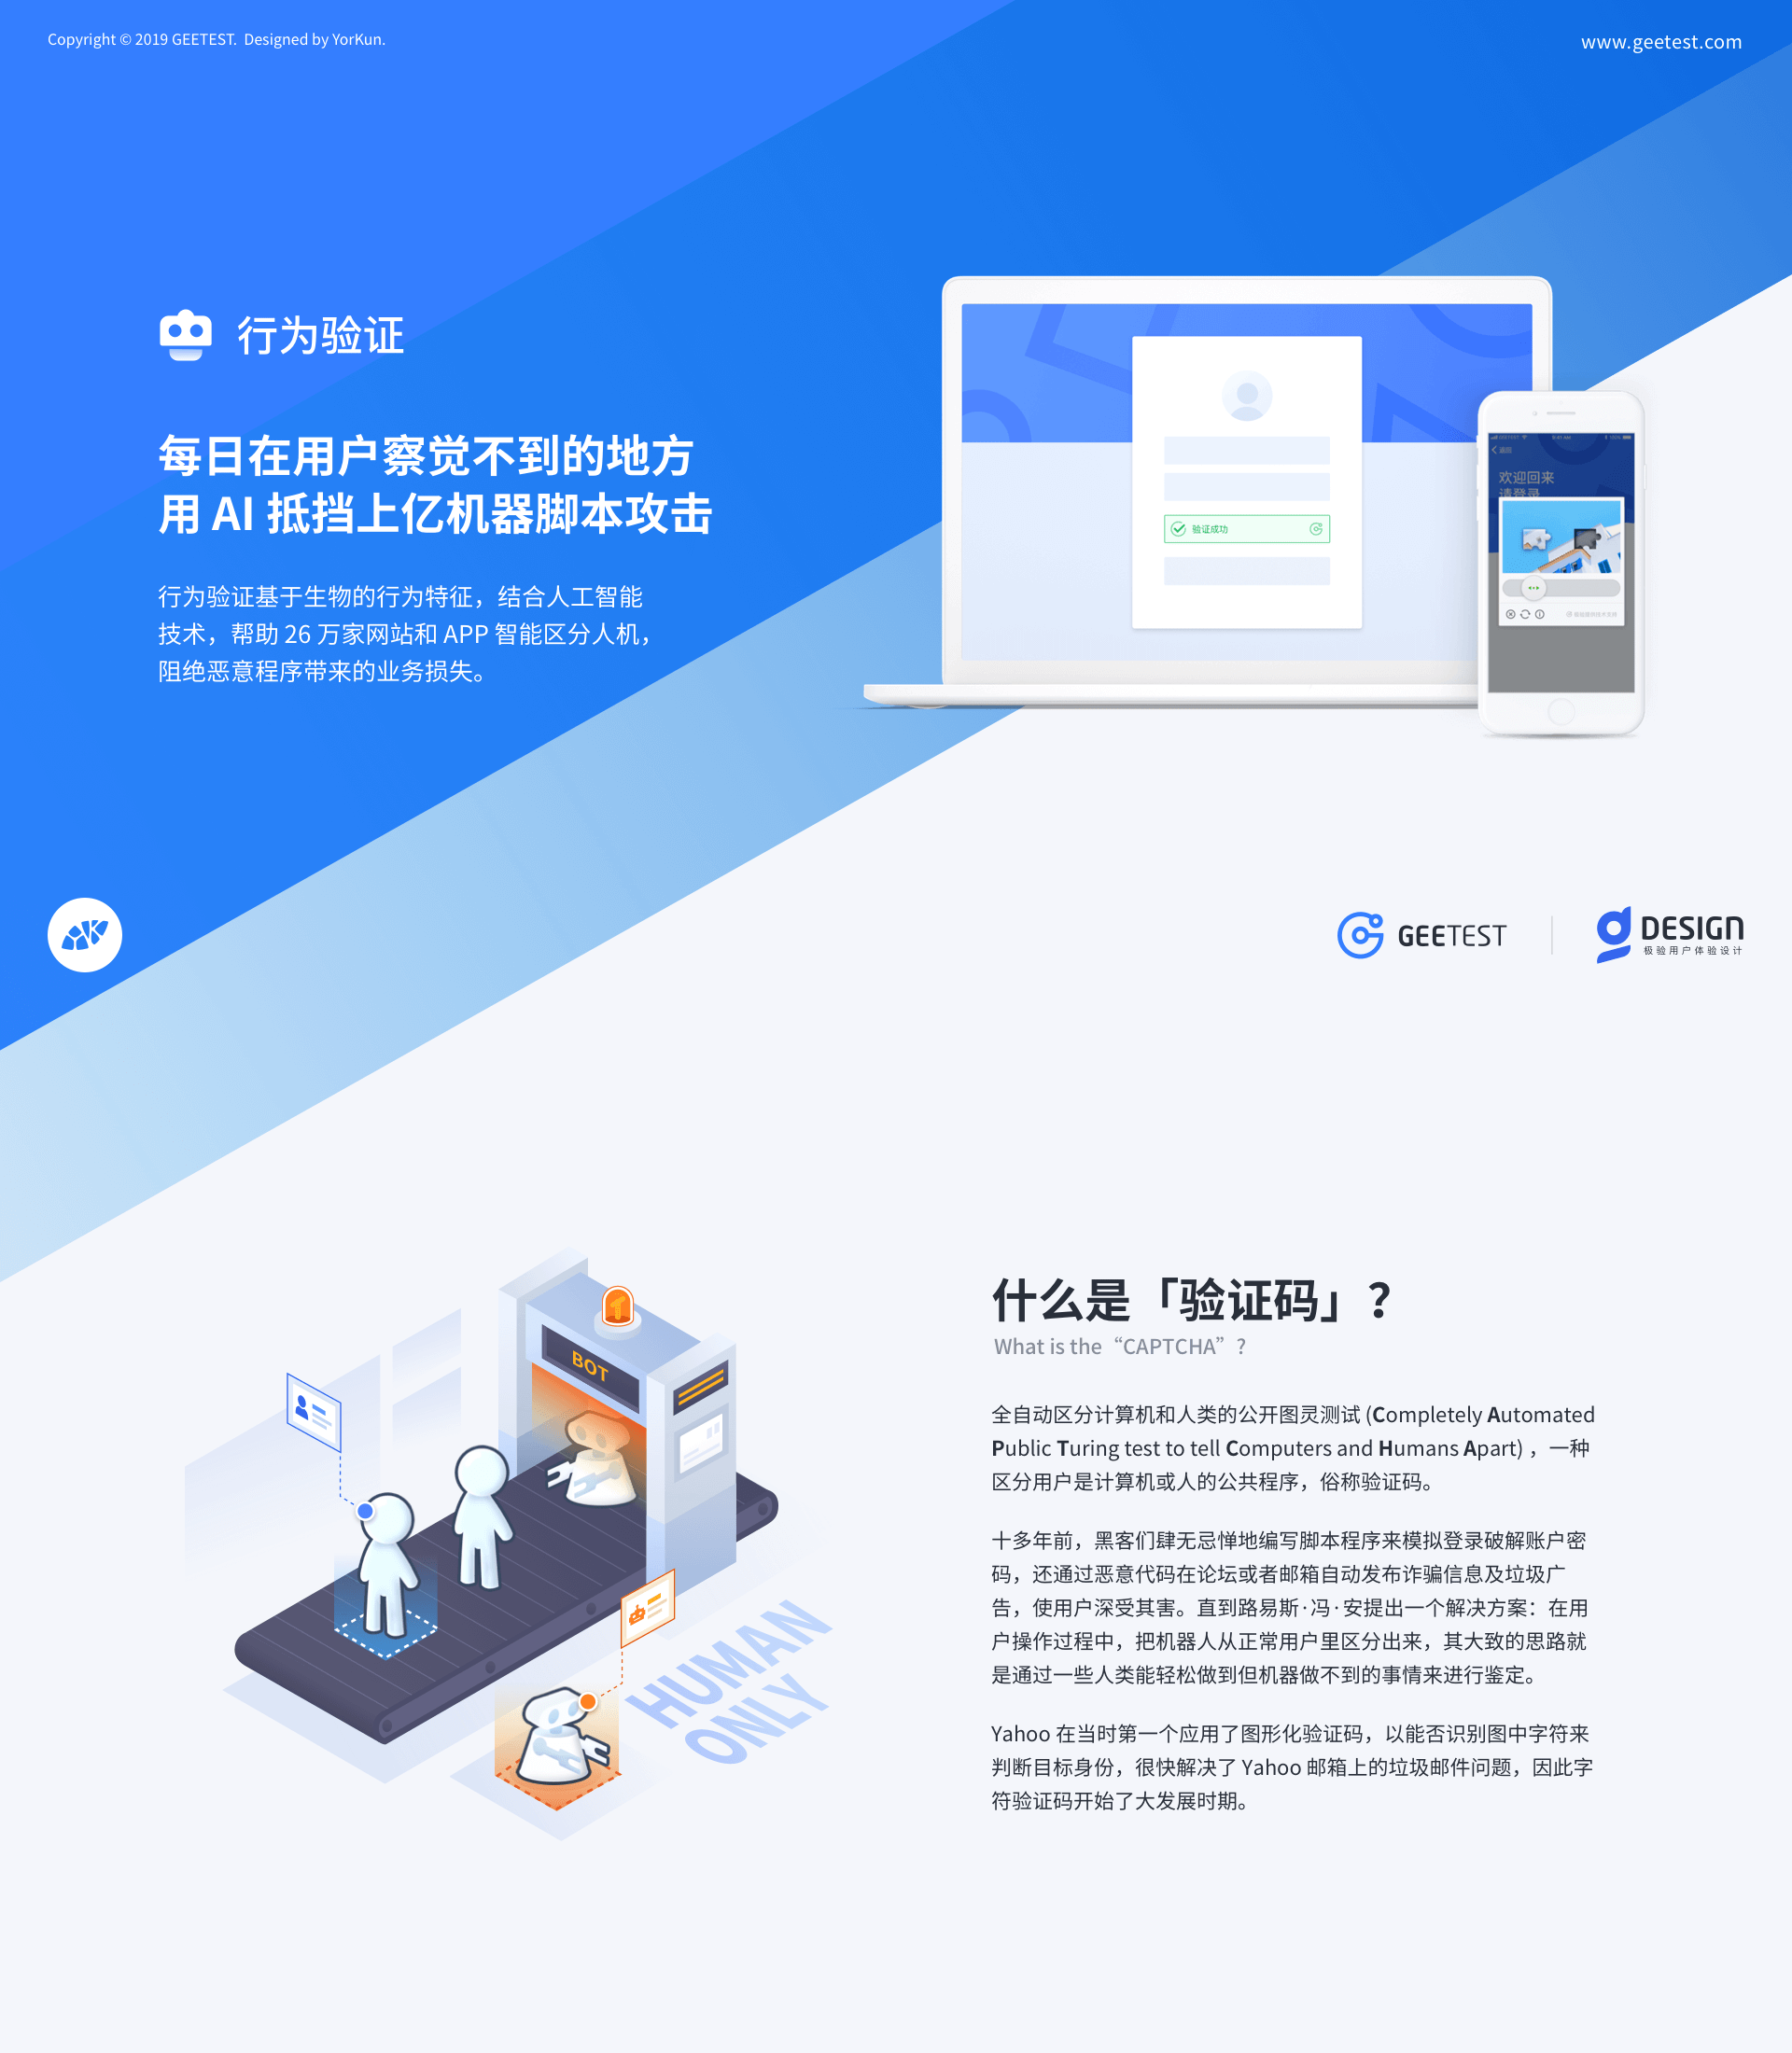 Copyright © 2019 GEETEST. Designed by YorKun.
www.geetest.com
行为验证
每日在用户察觉不到的地方
用 AI 抵挡上亿机器脚本攻击
行为验证基于生物的行为特征，结合人工智能
技术，帮助 26 万家网站和 APP 智能区分人机，
阻绝恶意程序带来的业务损失。
验证成功
GEETEST
9:41 AM
100%
返回
欢迎回来
请登录
GEETEST
DESIGN
极验用户体验设计
BOT
HUMAN
ONLY
什么是「验证码」？
What is the “CAPTCHA”?
全自动区分计算机和人类的公开图灵测试 (Completely Automated
Public Turing test to tell Computers and Humans Apart) ，一种
区分用户是计算机或人的公共程序，俗称验证码。
十多年前，黑客们肆无忌惮地编写脚本程序来模拟登录破解账户密
码，还通过恶意代码在论坛或者邮箱自动发布诈骗信息及垃圾广
告，使用户深受其害。直到路易斯·冯·安提出一个解决方案：在用
户操作过程中，把机器人从正常用户里区分出来，其大致的思路就
是通过一些人类能轻松做到但机器做不到的事情来进行鉴定。
Yahoo 在当时第一个应用了图形化验证码，以能否识别图中字符来
判断目标身份，很快解决了 Yahoo 邮箱上的垃圾邮件问题，因此字
符验证码开始了大发展时期。